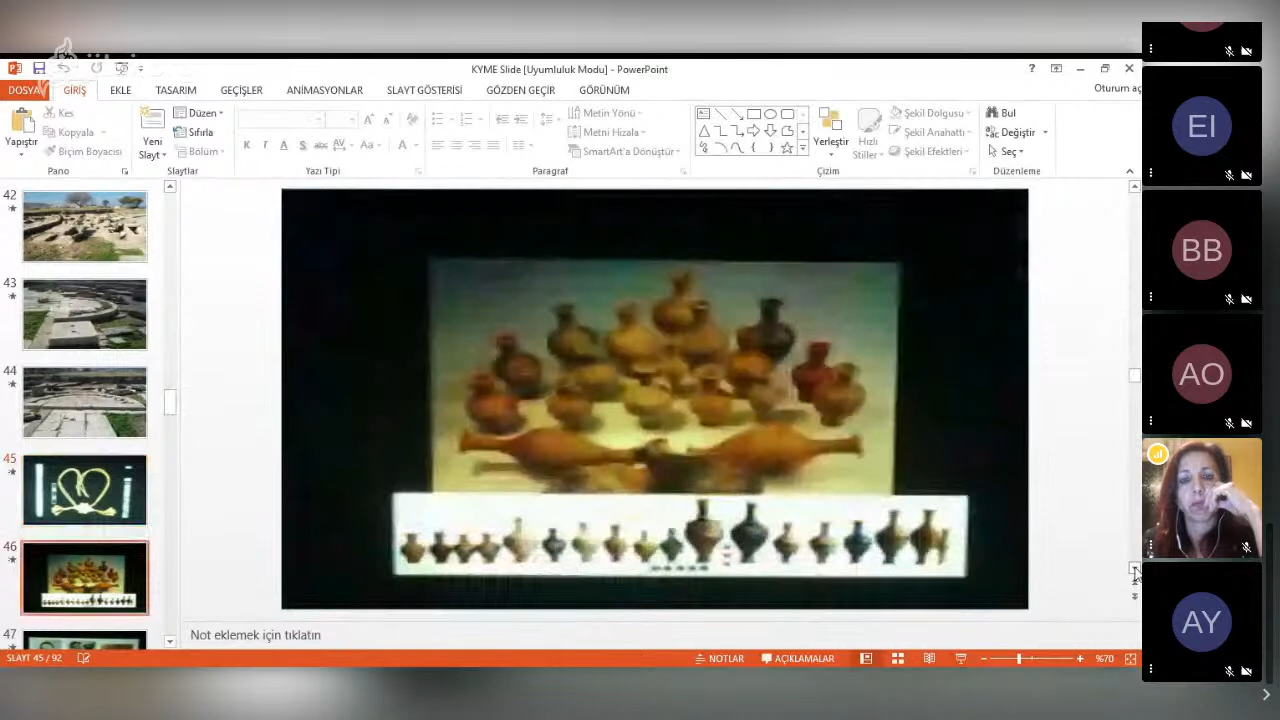 KYME Slide [Uyumluluk Modu] - PowerPoint
DOSYA GİRİŞ EKLE TASARIM GEÇİŞLER ANİMASYONLAR SLAYT GÖSTERİSİ GÖZDEN GEÇİR GÖRÜNÜM
Oturum aç
Yapıştır
Kes
Kopyala
Biçim Boyacısı
Pano
Yeni
Slayt
Düzen
Sıfırla
Bölüm
Slaytlar
K T A S abc AV Aa A
Yazı Tipi
Metin Yönü
Metin Hizala
SmartArt'a Dönüştür
Paragraf
Yerleştir
Hızlı
Stiller
Şekil Dolgusu
Şekil Anahattı
Şekil Efektleri
Çizim
Bul
Değiştir
Seç
Düzenleme
42
43
44
45
46
47
Not eklemek için tıklatın
SLAYT 45 / 92
NOTLAR
AÇIKLAMALAR
%70
EI
BB
AO
AY